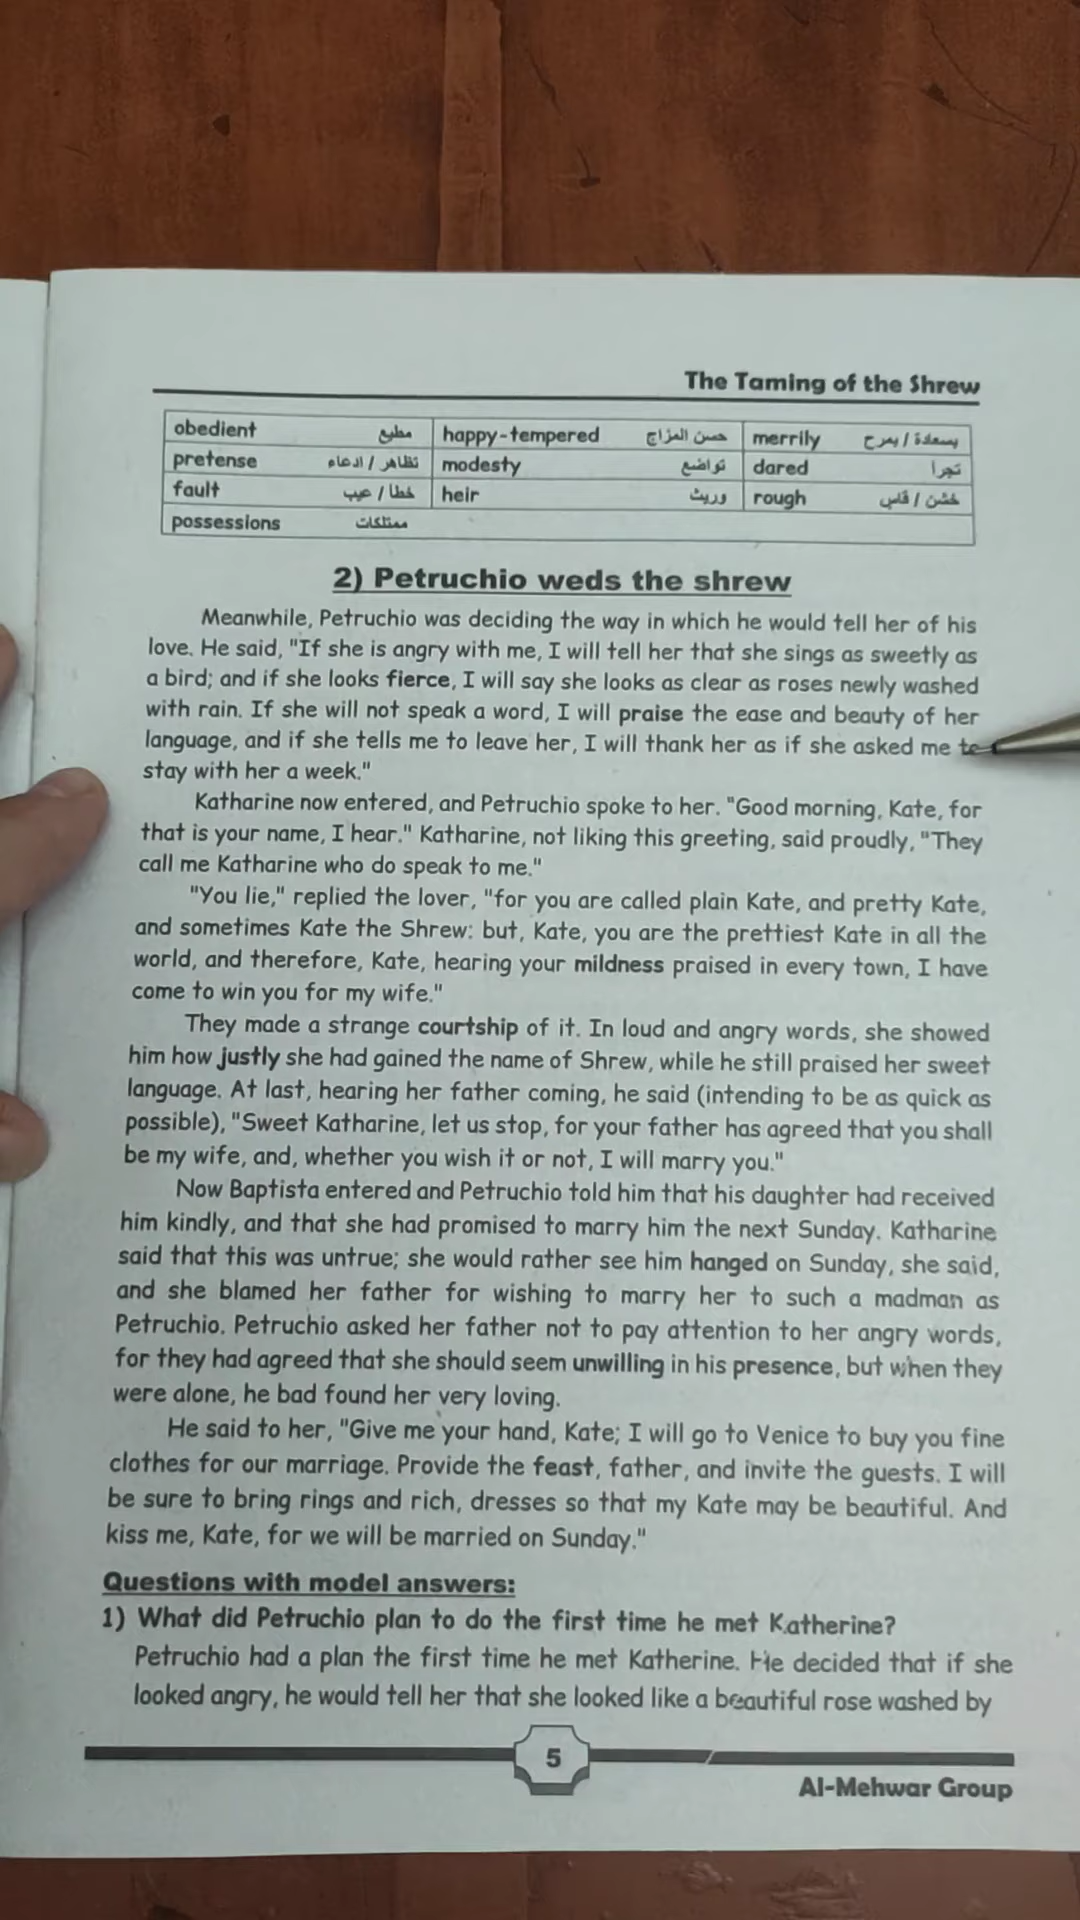 The Taming of the Shrew
obedient مطيع happy-tempered حسن المزاج merrily بسعادة / بمرح
pretense تظاهر / ادعاء modesty تواضع dared تجرأ
fault خطأ / عيب heir وريث rough خشن / قاس
possessions ممتلكات
2) Petruchio weds the shrew
Meanwhile, Petruchio was deciding the way in which he would tell her of his
love. He said, "If she is angry with me, I will tell her that she sings as sweetly as
a bird; and if she looks fierce, I will say she looks as clear as roses newly washed
with rain. If she will not speak a word, I will praise the ease and beauty of her
language, and if she tells me to leave her, I will thank her as if she asked me to
stay with her a week."
Katharine now entered, and Petruchio spoke to her. "Good morning, Kate, for
that is your name, I hear." Katharine, not liking this greeting, said proudly, "They
call me Katharine who do speak to me."
"You lie," replied the lover, "for you are called plain Kate, and pretty Kate,
and sometimes Kate the Shrew: but, Kate, you are the prettiest Kate in all the
world, and therefore, Kate, hearing your mildness praised in every town, I have
come to win you for my wife."
They made a strange courtship of it. In loud and angry words, she showed
him how justly she had gained the name of Shrew, while he still praised her sweet
language. At last, hearing her father coming, he said (intending to be as quick as
possible), "Sweet Katharine, let us stop, for your father has agreed that you shall
be my wife, and, whether you wish it or not, I will marry you."
Now Baptista entered and Petruchio told him that his daughter had received
him kindly, and that she had promised to marry him the next Sunday. Katharine
said that this was untrue; she would rather see him hanged on Sunday, she said,
and she blamed her father for wishing to marry her to such a madman as
Petruchio. Petruchio asked her father not to pay attention to her angry words,
for they had agreed that she should seem unwilling in his presence, but when they
were alone, he bad found her very loving.
He said to her, "Give me your hand, Kate; I will go to Venice to buy you fine
clothes for our marriage. Provide the feast, father, and invite the guests. I will
be sure to bring rings and rich, dresses so that my Kate may be beautiful. And
kiss me, Kate, for we will be married on Sunday."
Questions with model answers:
1) What did Petruchio plan to do the first time he met Katherine?
Petruchio had a plan the first time he met Katherine. He decided that if she
looked angry, he would tell her that she looked like a beautiful rose washed by
5
Al-Mehwar Group